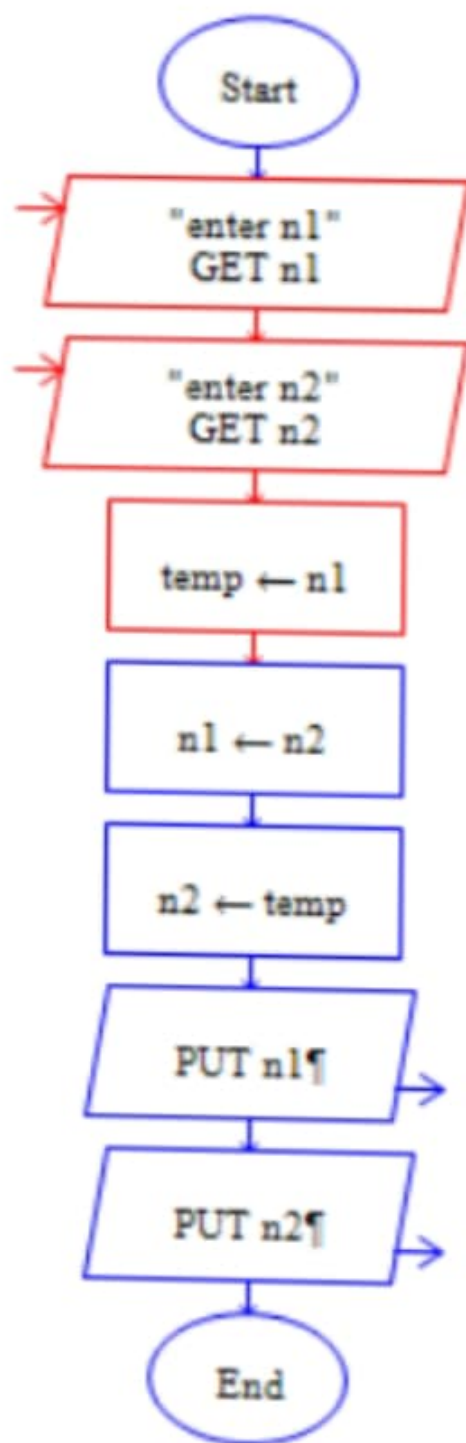 Start
"enter n1"
GET n1
"enter n2"
GET n2
temp ← n1
n1 ← n2
n2 ← temp
PUT n1¶
PUT n2¶
End